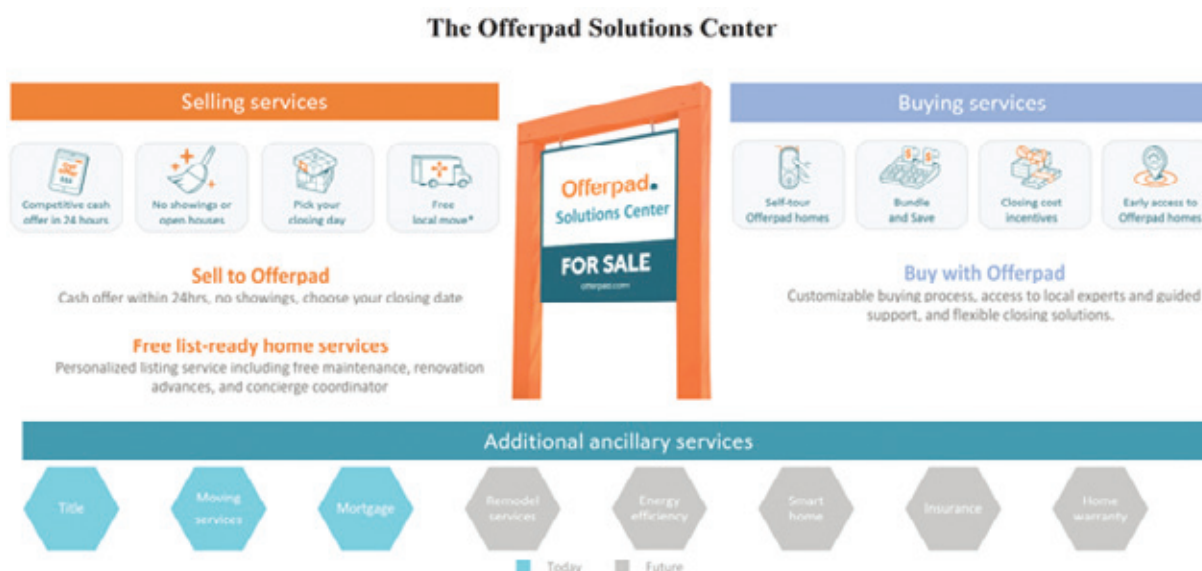 The Offerpad Solutions Center
Selling services
Competitive cash
offer in 24 hours
No showings or
open houses
Pick your
closing day
Free
local move*
Sell to Offerpad
Cash offer within 24hrs, no showings, choose your closing date
Free list-ready home services
Personalized listing service including free maintenance, renovation
advances, and concierge coordinator
Offerpad.
Solutions Center
FOR SALE
offerpad.com
Buying services
Self-tour
Offerpad homes
Bundle
and Save
Closing cost
incentives
Early access to
Offerpad homes
Buy with Offerpad
Customizable buying process, access to local experts and guided
support, and flexible closing solutions.
Additional ancillary services
Title
Moving
services
Mortgage
Remodel
services
Energy
efficiency
Smart
home
Insurance
Home
warranty
Today
Future